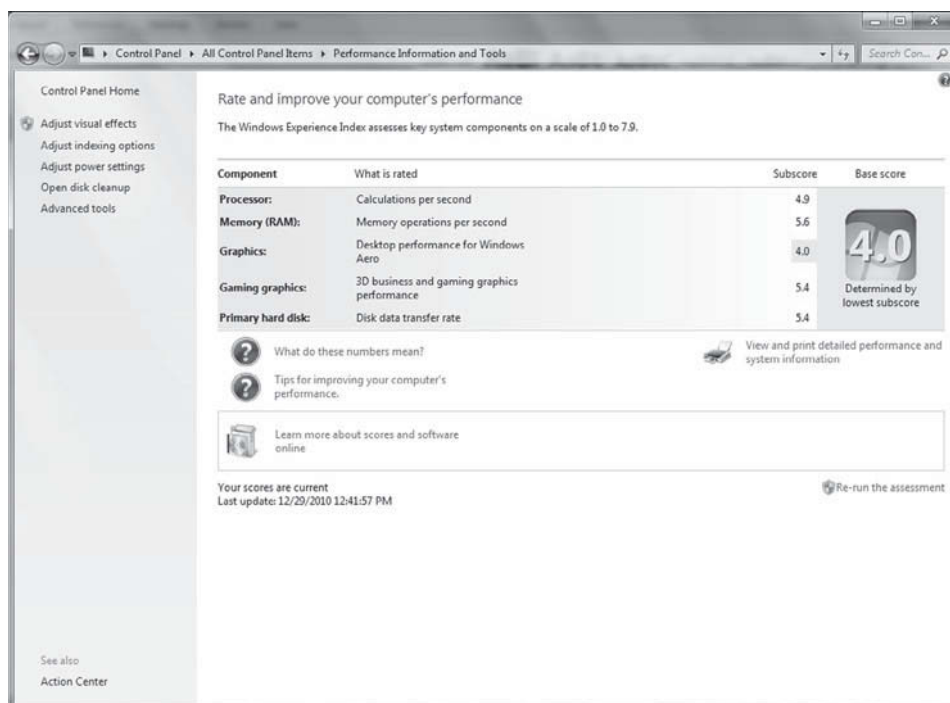 Control Panel ▸ All Control Panel Items ▸ Performance Information and Tools
Search Con...
Control Panel Home
Adjust visual effects
Adjust indexing options
Adjust power settings
Open disk cleanup
Advanced tools
See also
Action Center
Rate and improve your computer's performance
The Windows Experience Index assesses key system components on a scale of 1.0 to 7.9.
Component What is rated Subscore Base score
Processor: Calculations per second 4.9
Memory (RAM): Memory operations per second 5.6
Graphics: Desktop performance for Windows
Aero 4.0
Gaming graphics: 3D business and gaming graphics
performance 5.4
Primary hard disk: Disk data transfer rate 5.4
4.0
Determined by
lowest subscore
What do these numbers mean?
View and print detailed performance and
system information
Tips for improving your computer's
performance.
Learn more about scores and software
online
Your scores are current
Last update: 12/29/2010 12:41:57 PM
Re-run the assessment